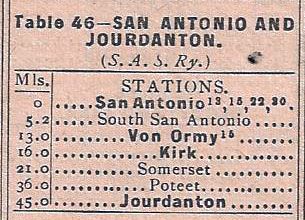 Table 46—SAN ANTONIO AND
JOURDANTON.
(S. A. S. Ry.)
Mls. STATIONS.
0 .....San Antonio 13, 15, 22, 30.
5.2 .....South San Antonio.....
13.0 ........Von Ormy 15........
16.0 ............Kirk............
21.0 ..........Somerset..........
36.0 ...........Poteet...........
45.0 ........Jourdanton........